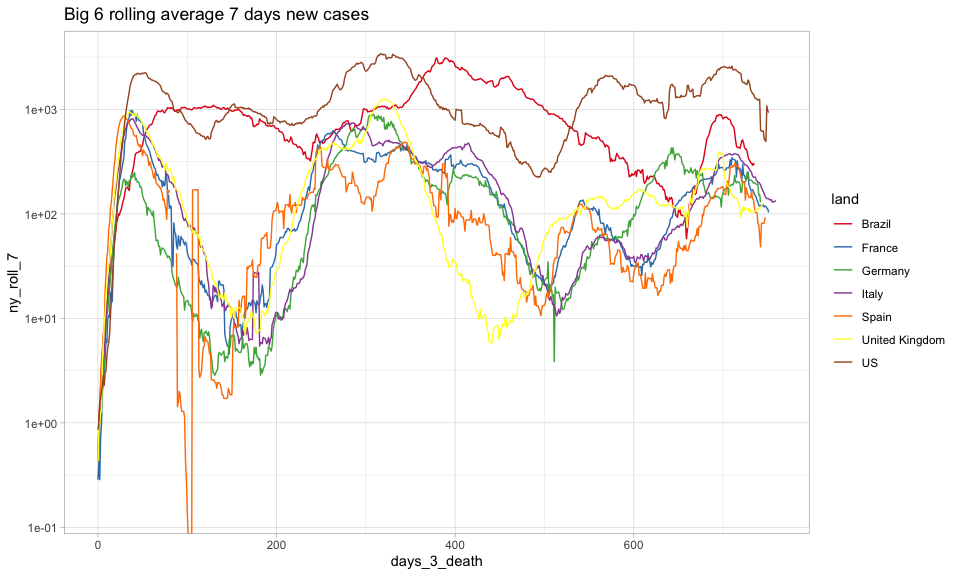 Big 6 rolling average 7 days new cases
ny_roll_7
1e+03
1e+02
1e+01
1e+00
1e-01
0
200
400
600
days_3_death
land
Brazil
France
Germany
Italy
Spain
United Kingdom
US